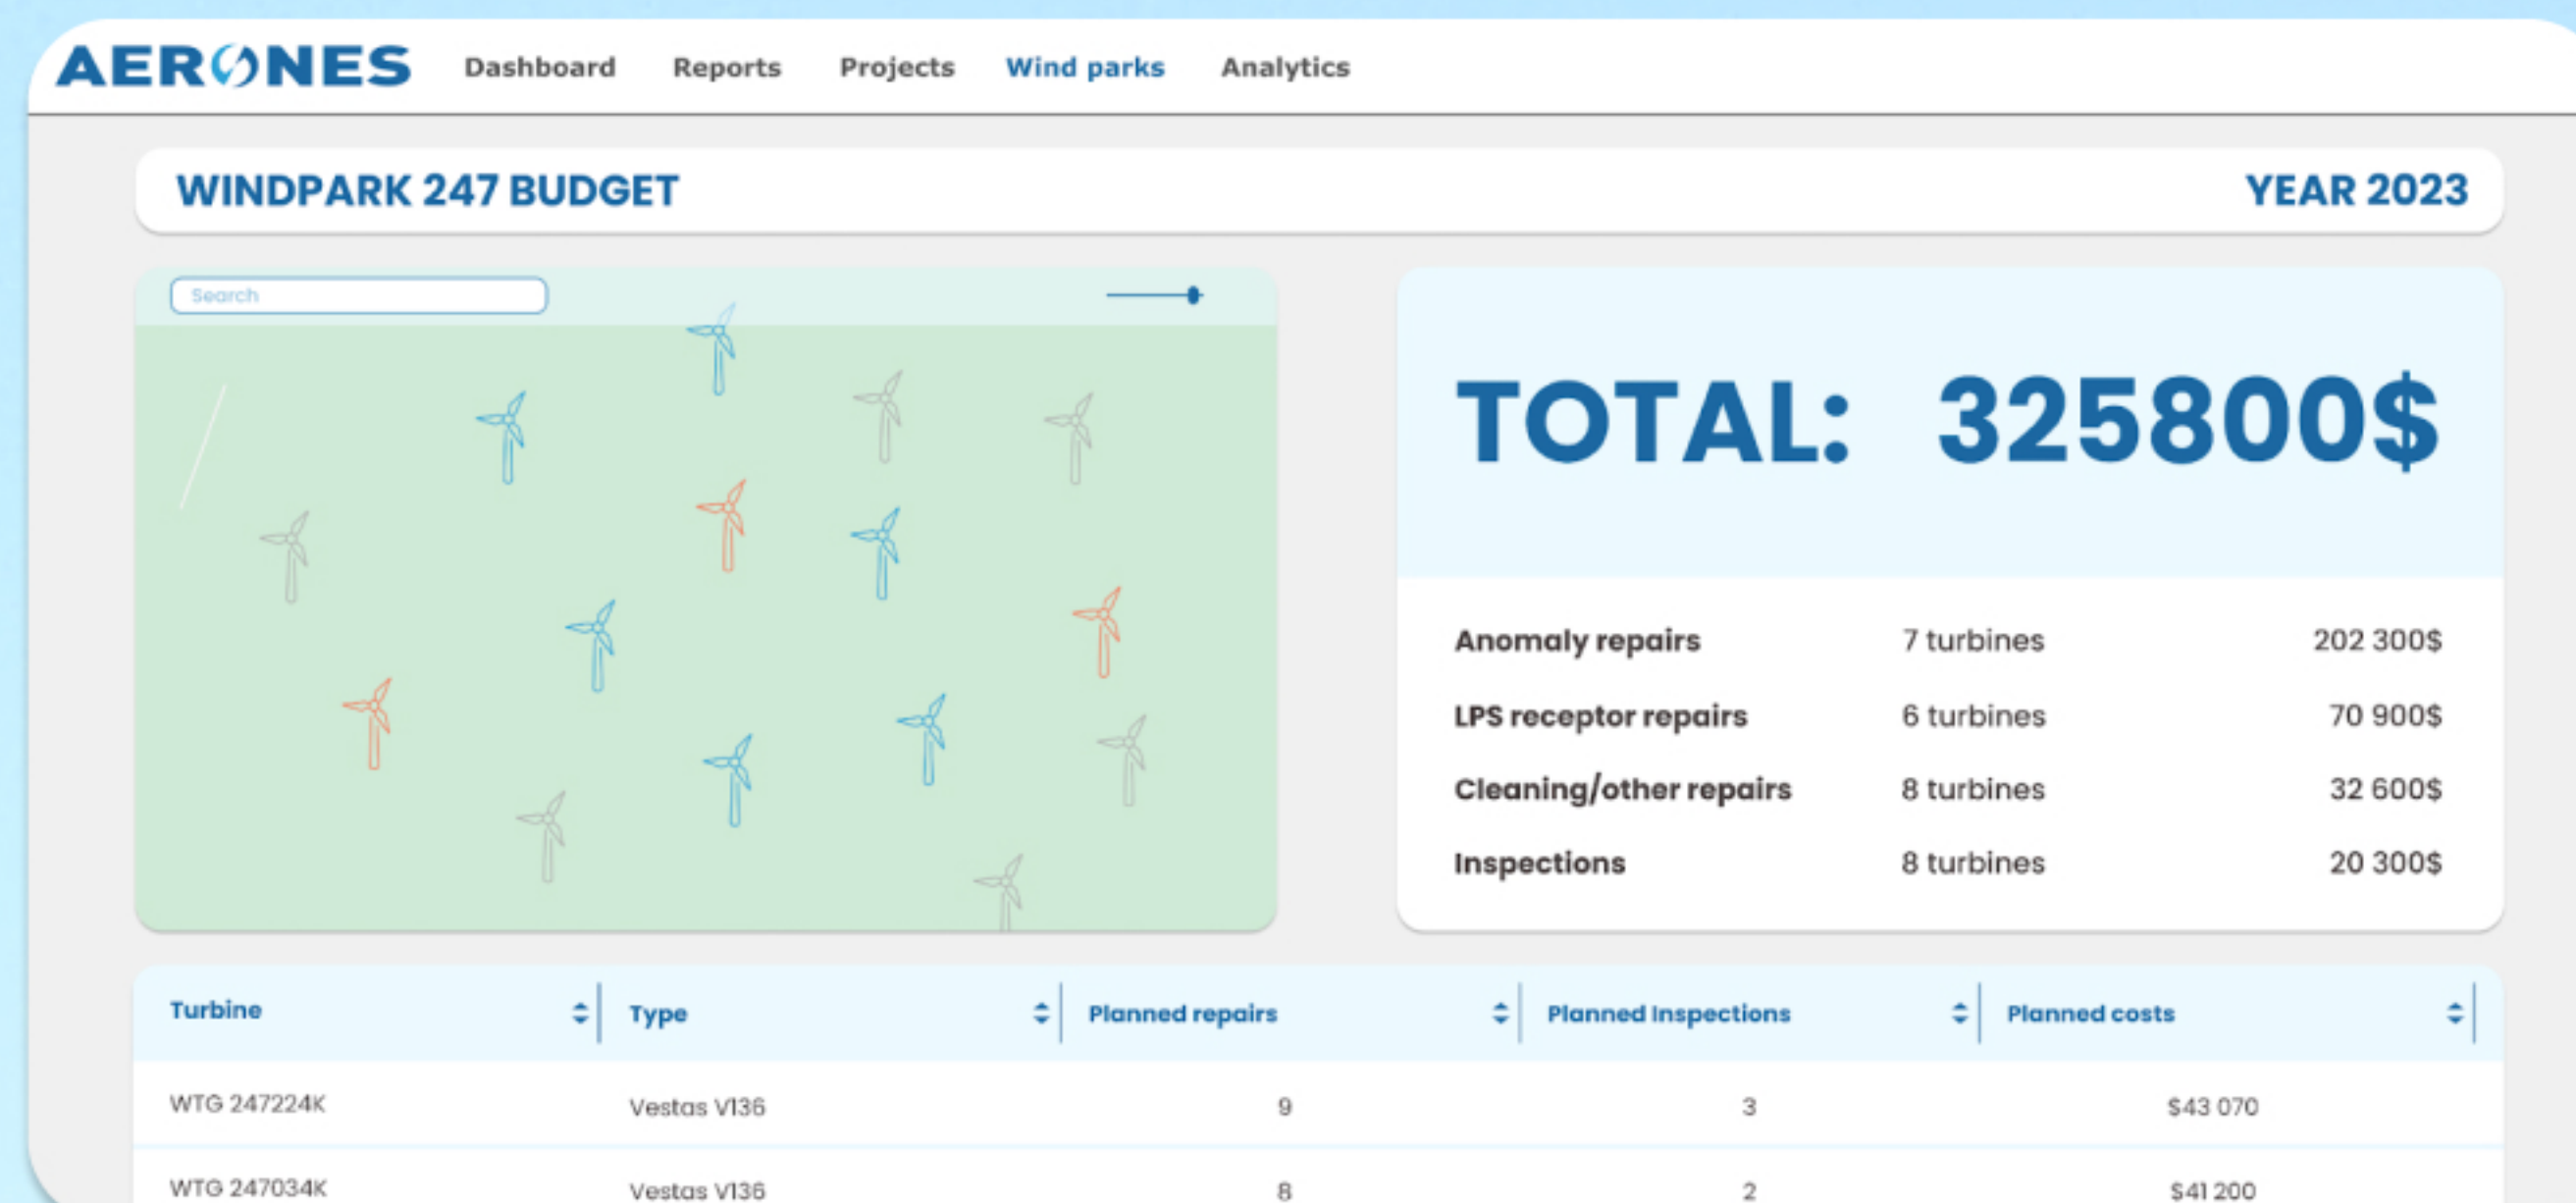 AERONES Dashboard Reports Projects Wind parks Analytics
WINDPARK 247 BUDGET YEAR 2023
Search
TOTAL: 325800$
Anomaly repairs 7 turbines 202 300$
LPS receptor repairs 6 turbines 70 900$
Cleaning/other repairs 8 turbines 32 600$
Inspections 8 turbines 20 300$
Turbine Type Planned repairs Planned Inspections Planned costs
WTG 247224K Vestas V136 9 3 $43 070
WTG 247034K Vestas V136 8 2 $41 200